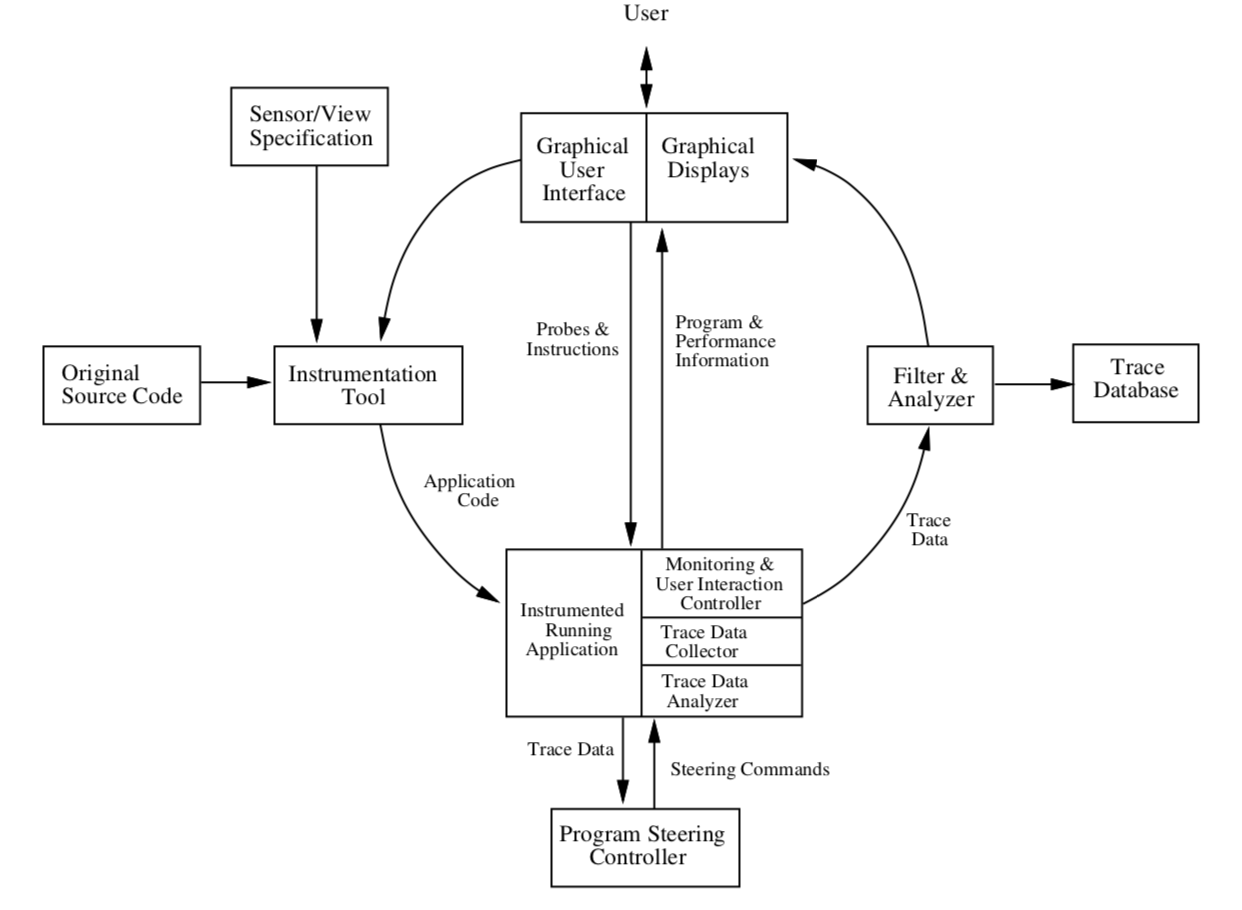 User
Sensor/View
Specification
Graphical
User
Interface
Graphical
Displays
Probes &
Instructions
Program &
Performance
Information
Original
Source Code
Instrumentation
Tool
Filter &
Analyzer
Trace
Database
Application
Code
Trace
Data
Instrumented
Running
Application
Monitoring &
User Interaction
Controller
Trace Data
Collector
Trace Data
Analyzer
Trace Data
Steering Commands
Program Steering
Controller